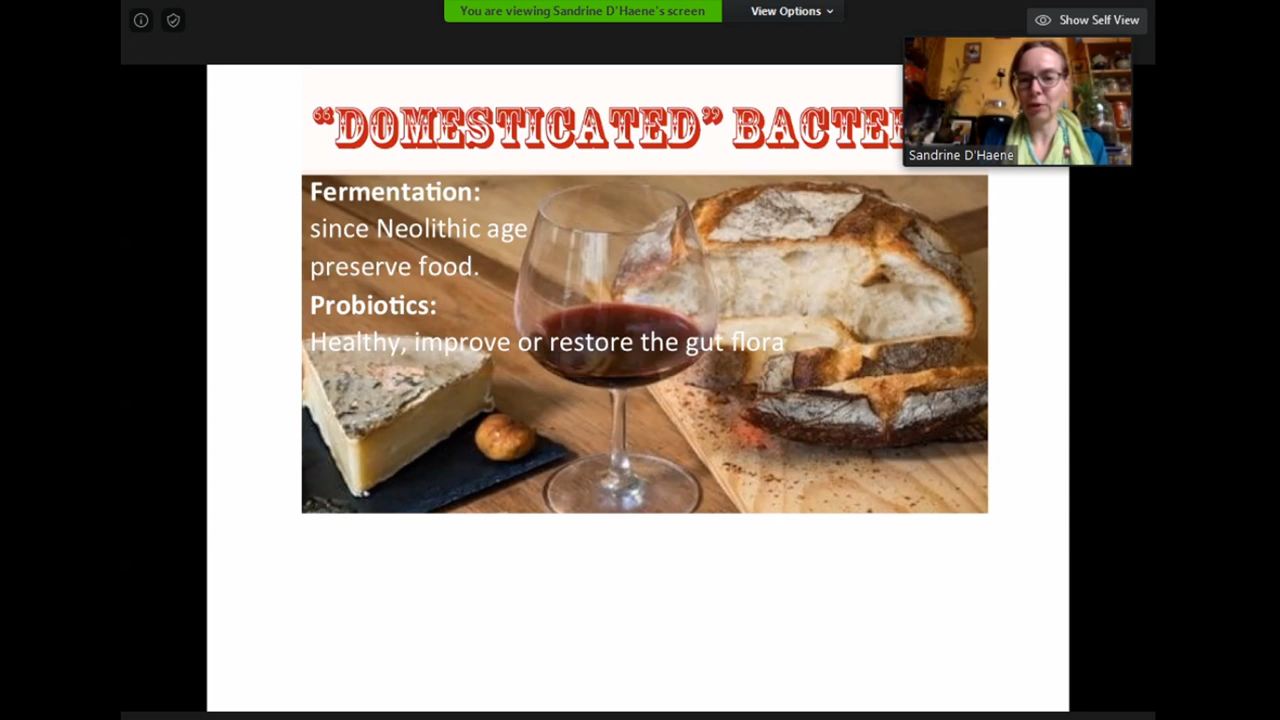 You are viewing Sandrine D'Haene's screen
View Options
Show Self View
Sandrine D'Haene
“DOMESTICATED”
Fermentation:
since Neolithic age
preserve food.
Probiotics:
Healthy, improve or restore the gut flora